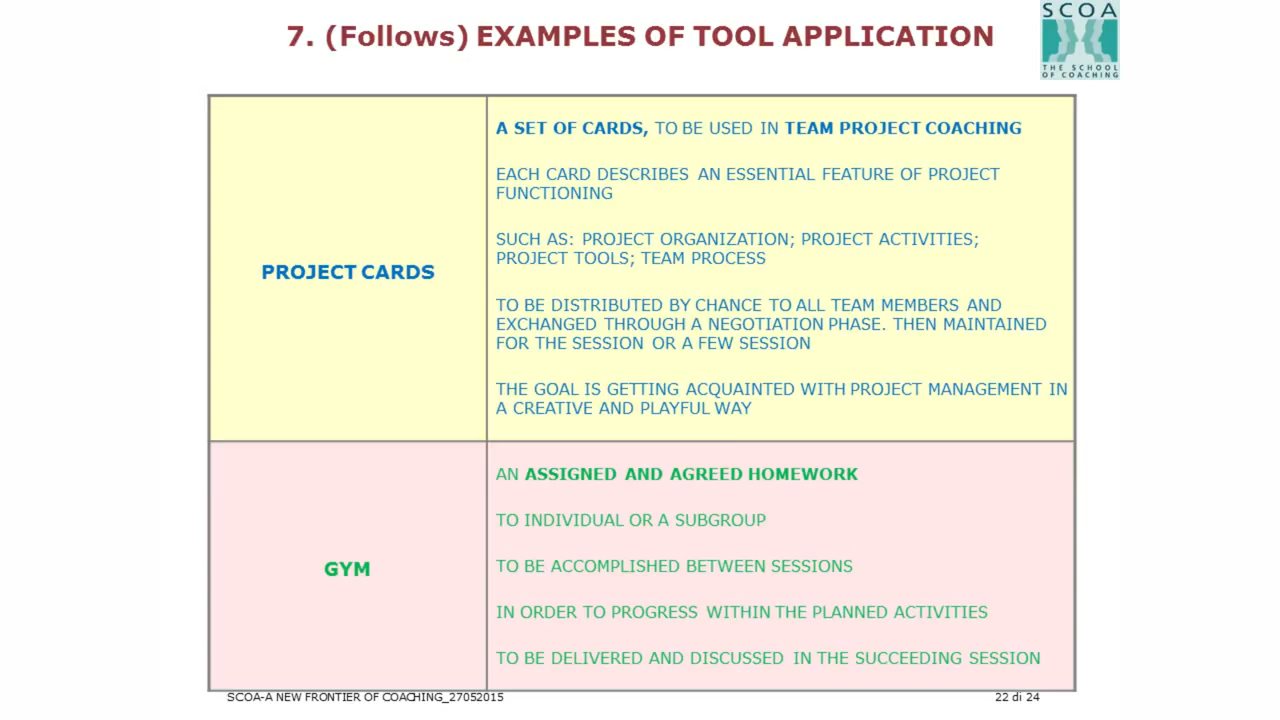 7. (Follows) EXAMPLES OF TOOL APPLICATION
SCOA
THE SCHOOL
OF COACHING
PROJECT CARDS
A SET OF CARDS, TO BE USED IN TEAM PROJECT COACHING
EACH CARD DESCRIBES AN ESSENTIAL FEATURE OF PROJECT
FUNCTIONING
SUCH AS: PROJECT ORGANIZATION; PROJECT ACTIVITIES;
PROJECT TOOLS; TEAM PROCESS
TO BE DISTRIBUTED BY CHANCE TO ALL TEAM MEMBERS AND
EXCHANGED THROUGH A NEGOTIATION PHASE. THEN MAINTAINED
FOR THE SESSION OR A FEW SESSION
THE GOAL IS GETTING ACQUAINTED WITH PROJECT MANAGEMENT IN
A CREATIVE AND PLAYFUL WAY
GYM
AN ASSIGNED AND AGREED HOMEWORK
TO INDIVIDUAL OR A SUBGROUP
TO BE ACCOMPLISHED BETWEEN SESSIONS
IN ORDER TO PROGRESS WITHIN THE PLANNED ACTIVITIES
TO BE DELIVERED AND DISCUSSED IN THE SUCCEEDING SESSION
SCOA-A NEW FRONTIER OF COACHING_27052015
22 di 24